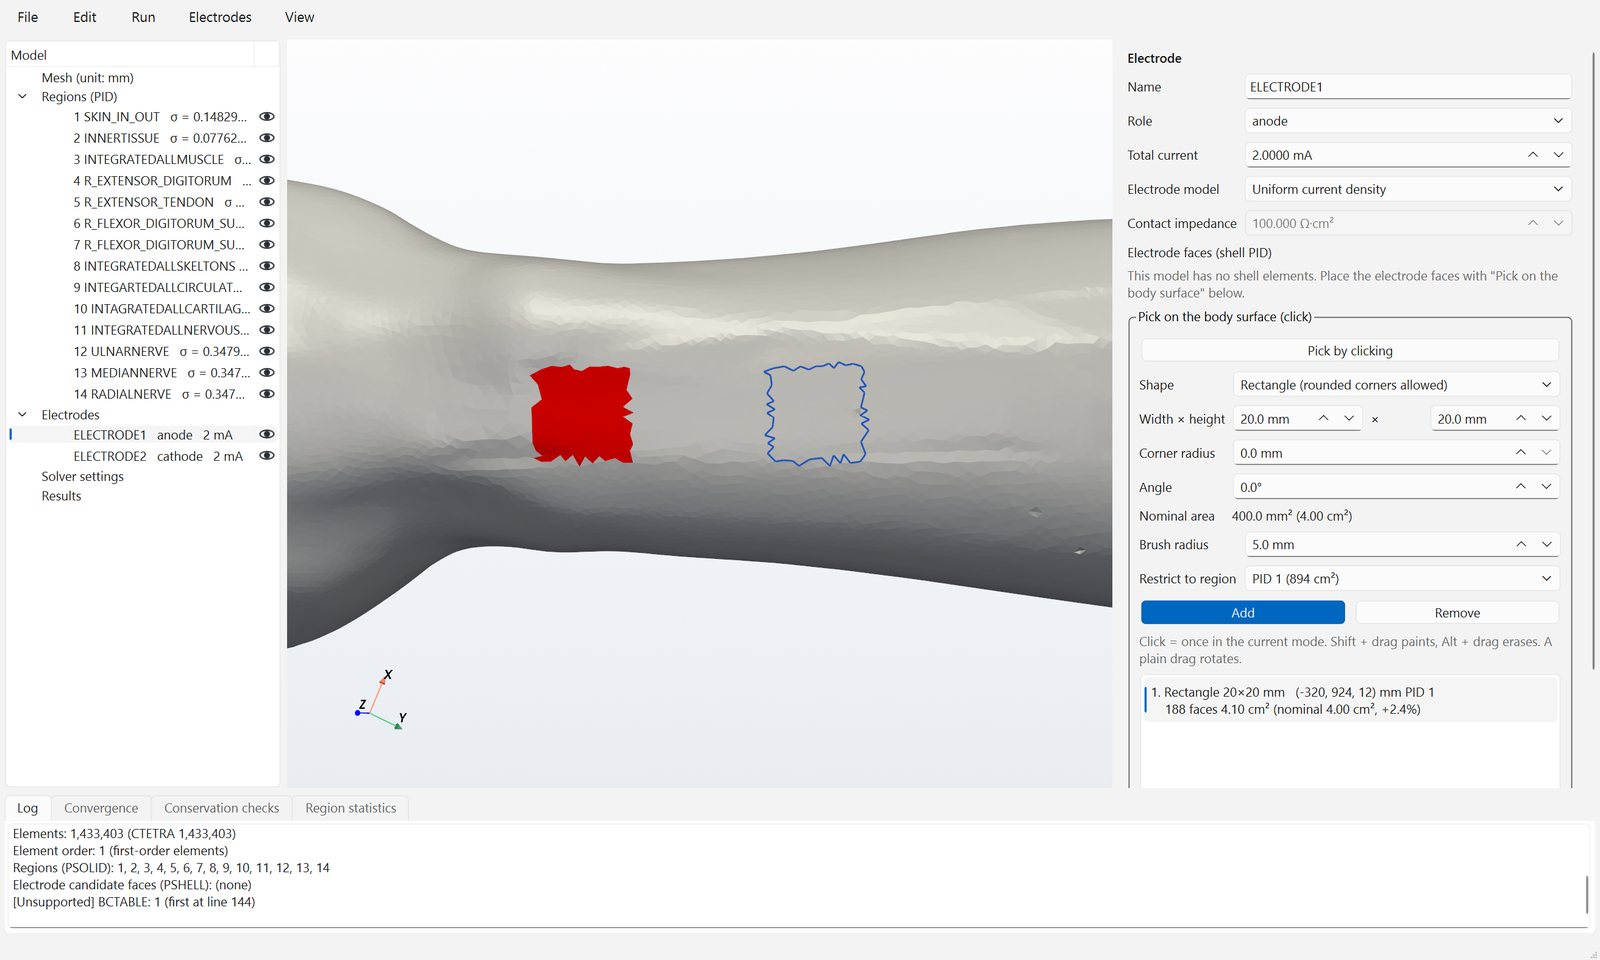 File Edit Run Electrodes View
Model
Mesh (unit: mm)
Regions (PID)
1 SKIN_IN_OUT σ = 0.14829...
2 INNERTISSUE σ = 0.07762...
3 INTEGRATEDALLMUSCLE σ...
4 R_EXTENSOR_DIGITORUM ...
5 R_EXTENSOR_TENDON σ ...
6 R_FLEXOR_DIGITORUM_SU...
7 R_FLEXOR_DIGITORUM_SU...
8 INTEGRATEDALLSKELTONS ...
9 INTEGARTEDALLCIRCULAT...
10 INTAGRATEDALLCARTILAG...
11 INTEGRATEDALLNERVOUS...
12 ULNARNERVE σ = 0.3479...
13 MEDIANNERVE σ = 0.347...
14 RADIALNERVE σ = 0.347...
Electrodes
ELECTRODE1 anode 2 mA
ELECTRODE2 cathode 2 mA
Solver settings
Results
X
Z
Y
Electrode
Name ELECTRODE1
Role anode
Total current 2.0000 mA
Electrode model Uniform current density
Contact impedance 100.000 Ω·cm²
Electrode faces (shell PID)
This model has no shell elements. Place the electrode faces with "Pick on the
body surface" below.
Pick on the body surface (click)
Pick by clicking
Shape Rectangle (rounded corners allowed)
Width × height 20.0 mm × 20.0 mm
Corner radius 0.0 mm
Angle 0.0°
Nominal area 400.0 mm² (4.00 cm²)
Brush radius 5.0 mm
Restrict to region PID 1 (894 cm²)
Add Remove
Click = once in the current mode. Shift + drag paints, Alt + drag erases. A
plain drag rotates.
1. Rectangle 20×20 mm (-320, 924, 12) mm PID 1
188 faces 4.10 cm² (nominal 4.00 cm², +2.4%)
Log Convergence Conservation checks Region statistics
Elements: 1,433,403 (CTETRA 1,433,403)
Element order: 1 (first-order elements)
Regions (PSOLID): 1, 2, 3, 4, 5, 6, 7, 8, 9, 10, 11, 12, 13, 14
Electrode candidate faces (PSHELL): (none)
[Unsupported] BCTABLE: 1 (first at line 144)